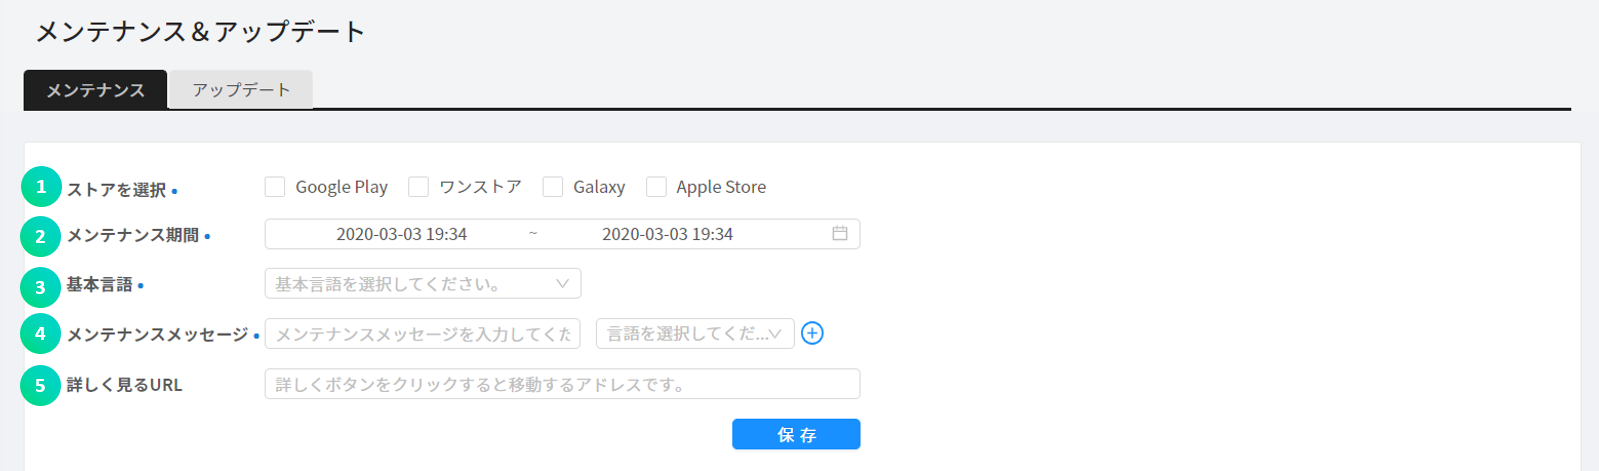 メンテナンス＆アップデート
メンテナンス アップデート
1 ストアを選択 • Google Play ワンストア Galaxy Apple Store
2 メンテナンス期間 • 2020-03-03 19:34 ~ 2020-03-03 19:34
3 基本言語 • 基本言語を選択してください。
4 メンテナンスメッセージ • メンテナンスメッセージを入力してくた 言語を選択してくだ...
5 詳しく見るURL 詳しくボタンをクリックすると移動するアドレスです。
保存